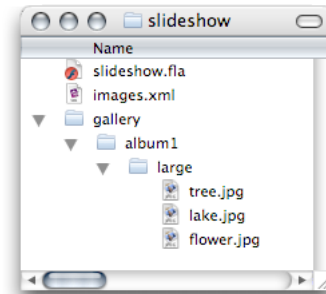 slideshow
Name
slideshow.fla
images.xml
gallery
album1
large
tree.jpg
lake.jpg
flower.jpg